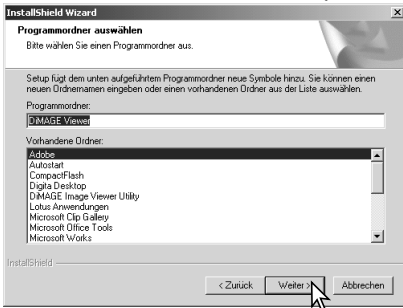 InstallShield Wizard
Programmordner auswählen
Bitte wählen Sie einen Programmordner aus.
Setup fügt dem unten aufgeführtem Programmordner neue Symbole hinzu. Sie können einen
neuen Ordnernamen eingeben oder einen vorhandenen Ordner aus der Liste auswählen.
Programmordner:
DiMAGE Viewer
Vorhandene Ordner:
Adobe
Autostart
CompactFlash
Digita Desktop
DiMAGE Image Viewer Utility
Lotus Anwendungen
Microsoft Clip Gallery
Microsoft Office Tools
Microsoft Works
InstallShield
< Zurück Weiter > Abbrechen